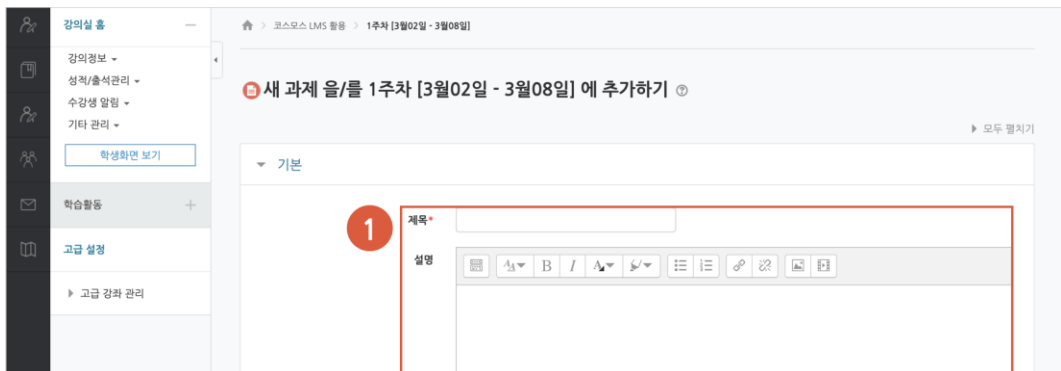 강의실 홈
코스모스 LMS 활용 > 1주차 [3월02일 - 3월08일]
강의정보
성적/출석관리
수강생 알림
기타 관리
학생화면 보기
학습활동
고급 설정
고급 강좌 관리
새 과제 을/를 1주차 [3월02일 - 3월08일] 에 추가하기
모두 펼치기
기본
1
제목*
설명